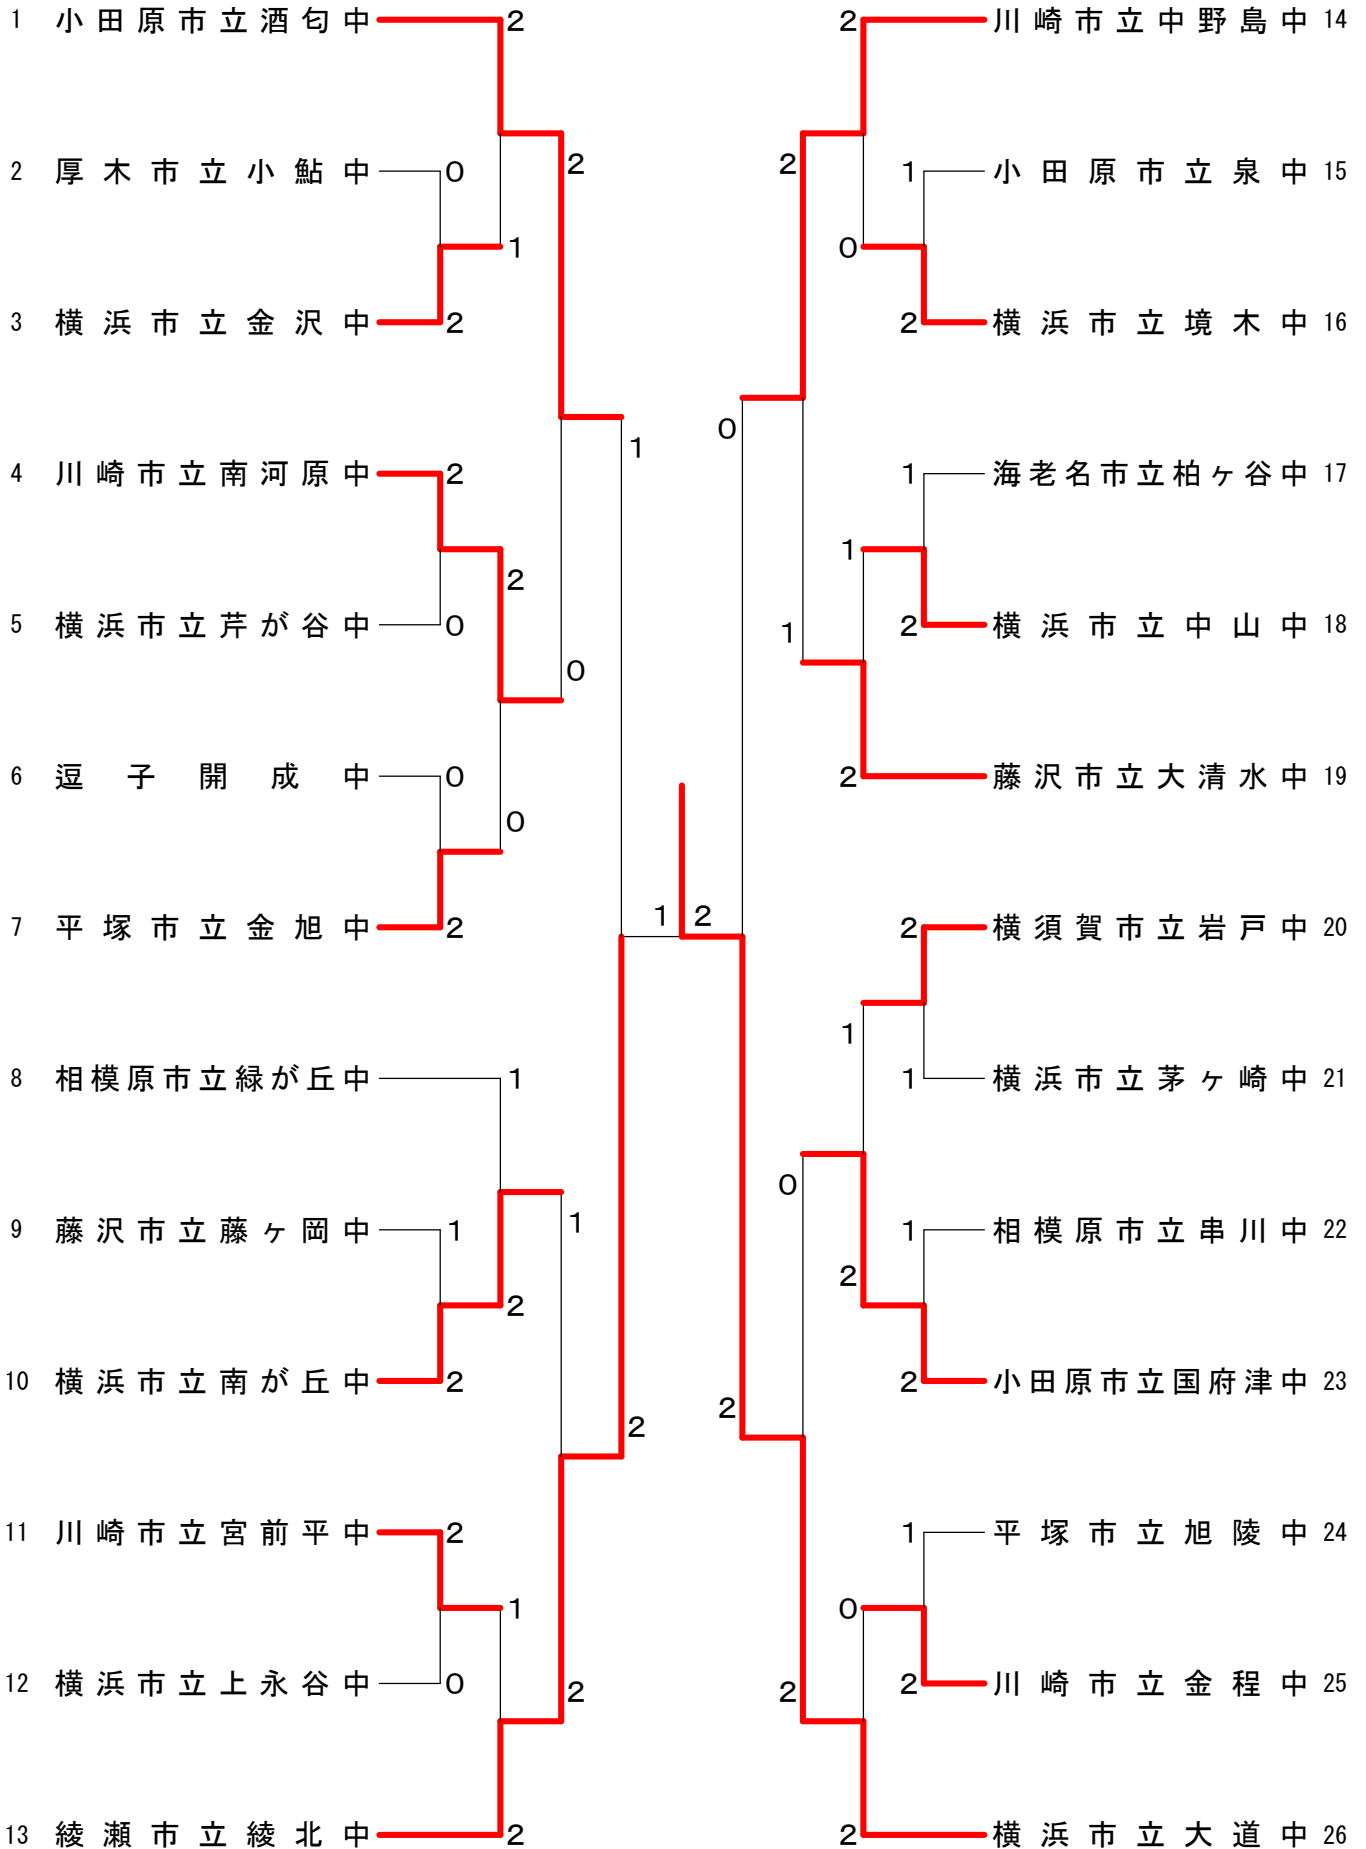 1 小田原市立酒匂中 2 2 川崎市立中野島中 14
2 2
2 厚木市立小鮎中 0 1 小田原市立泉中 15
1 0
3 横浜市立金沢中 2 2 横浜市立境木中 16
1 0
4 川崎市立南河原中 2 1 海老名市立柏ヶ谷中 17
2 1
5 横浜市立芹が谷中 0 2 横浜市立中山中 18
0 1
6 逗子開成中 0 2 藤沢市立大清水中 19
0
7 平塚市立金旭中 2 1 2 2 横須賀市立岩戸中 20
1
8 相模原市立緑が丘中 1 1 横浜市立茅ヶ崎中 21
1 0
9 藤沢市立藤ヶ岡中 1 1 相模原市立串川中 22
2 2
10 横浜市立南が丘中 2 2 小田原市立国府津中 23
2 2
11 川崎市立宮前平中 2 1 平塚市立旭陵中 24
1 0
12 横浜市立上永谷中 0 2 2 2 川崎市立金程中 25
13 綾瀬市立綾北中 2 2 横浜市立大道中 26